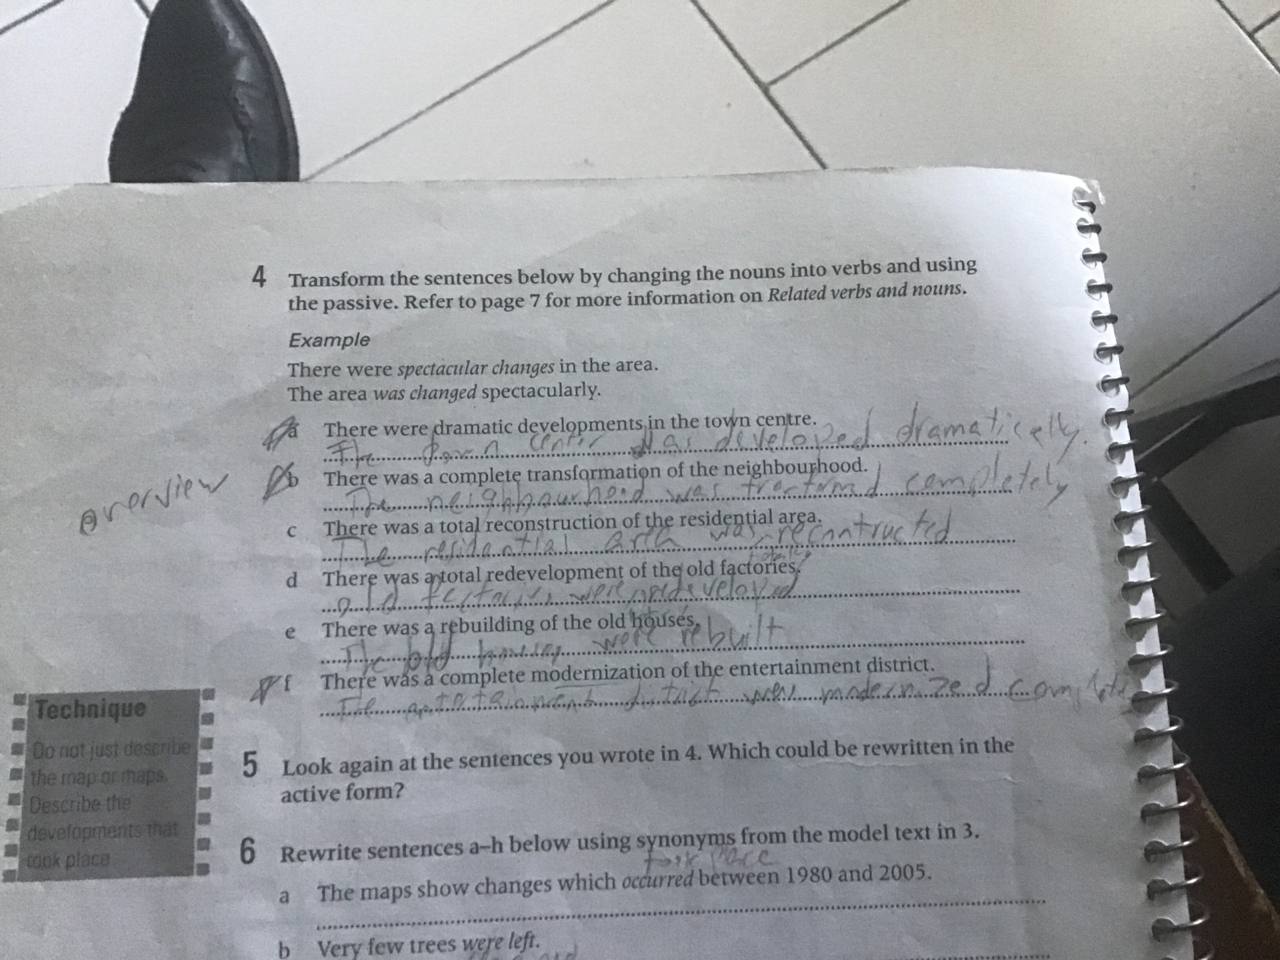 4 Transform the sentences below by changing the nouns into verbs and using
the passive. Refer to page 7 for more information on Related verbs and nouns.
Example
There were spectacular changes in the area.
The area was changed spectacularly.
a There were dramatic developments in the town centre.
The town center was developed dramatically.
overview
b There was a complete transformation of the neighbourhood.
The neighbourhood was completely
c There was a total reconstruction of the residential area.
The residential area was
d There was a total redevelopment of the old factories.
old were redeveloped
e There was a rebuilding of the old houses.
The old were rebuilt
f There was a complete modernization of the entertainment district.
The was modernized
Technique
Do not just describe
the map or maps.
Describe the
developments that
took place
5 Look again at the sentences you wrote in 4. Which could be rewritten in the
active form?
6 Rewrite sentences a–h below using synonyms from the model text in 3.
took place
a The maps show changes which occurred between 1980 and 2005.
b Very few trees were left.